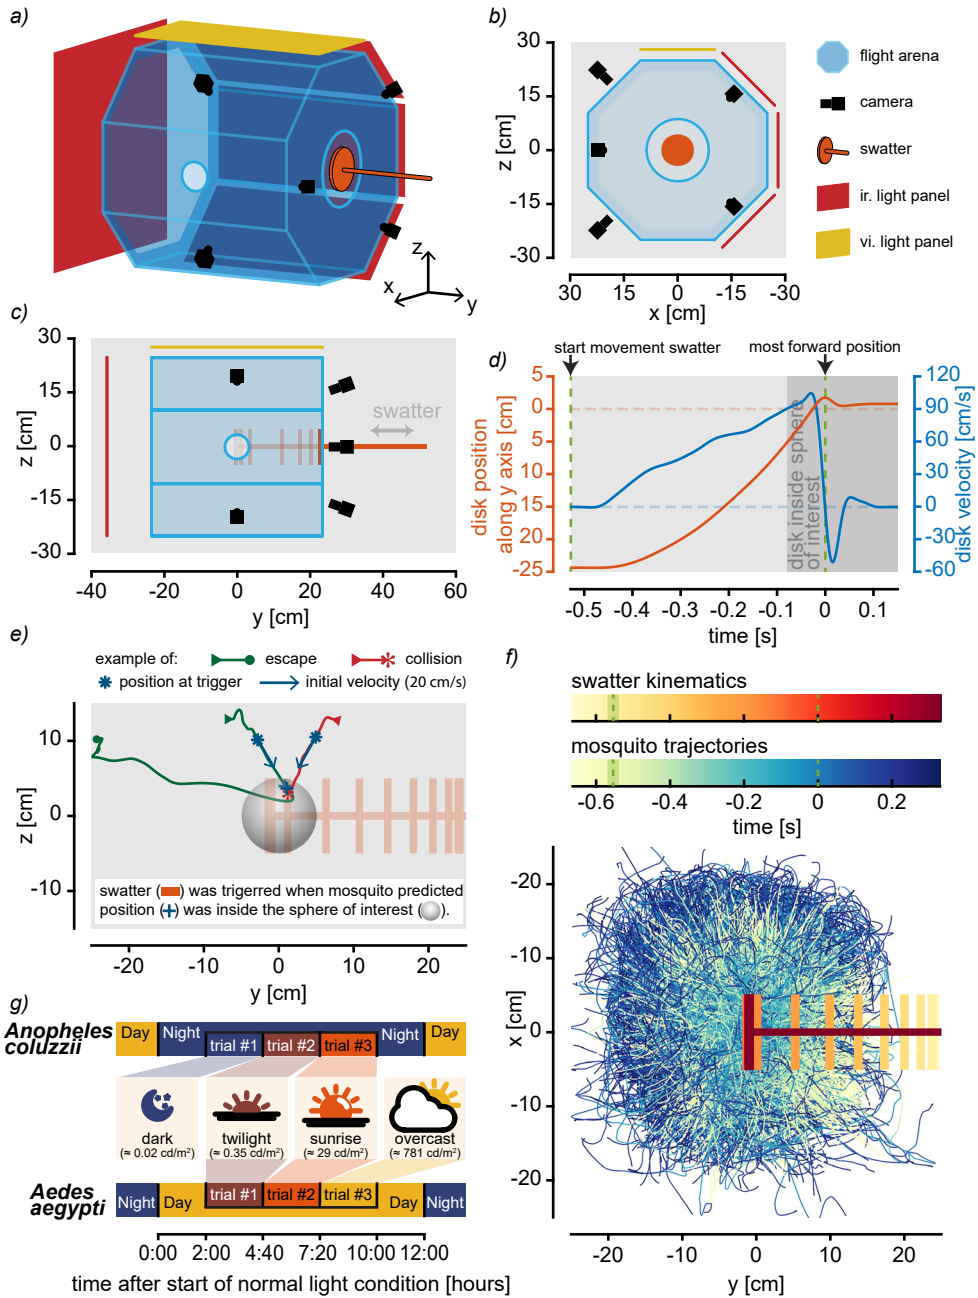 a)
z
x
y
b)
30
15
0
-15
-30
z [cm]
30
15
0
-15
-30
x [cm]
flight arena
camera
swatter
ir. light panel
vi. light panel
c)
30
15
0
-15
-30
z [cm]
swatter
-40
-20
0
20
40
60
y [cm]
d)
start movement swatter
most forward position
5
0
5
10
15
20
-25
disk position
along y axis [cm]
disk inside sphere
of interest
120
90
60
30
0
-30
-60
disk velocity [cm/s]
-0.5
-0.4
-0.3
-0.2
-0.1
0
0.1
time [s]
e)
example of:
escape
collision
position at trigger
initial velocity (20 cm/s)
10
0
-10
z [cm]
swatter ( ) was trigerred when mosquito predicted
position ( ) was inside the sphere of interest ( ).
-20
-10
0
10
20
y [cm]
f)
swatter kinematics
mosquito trajectories
-0.6
-0.4
-0.2
0
0.2
time [s]
-20
-10
0
-10
-20
x [cm]
-20
-10
0
10
20
y [cm]
g)
Anopheles
coluzzii
Day
Night
trial #1
trial #2
trial #3
Night
Day
dark
(≈ 0.02 cd/m²)
twilight
(≈ 0.35 cd/m²)
sunrise
(≈ 29 cd/m²)
overcast
(≈ 781 cd/m²)
Aedes
aegypti
Night
Day
trial #1
trial #2
trial #3
Day
Night
0:00
2:00
4:40
7:20
10:00
12:00
time after start of normal light condition [hours]